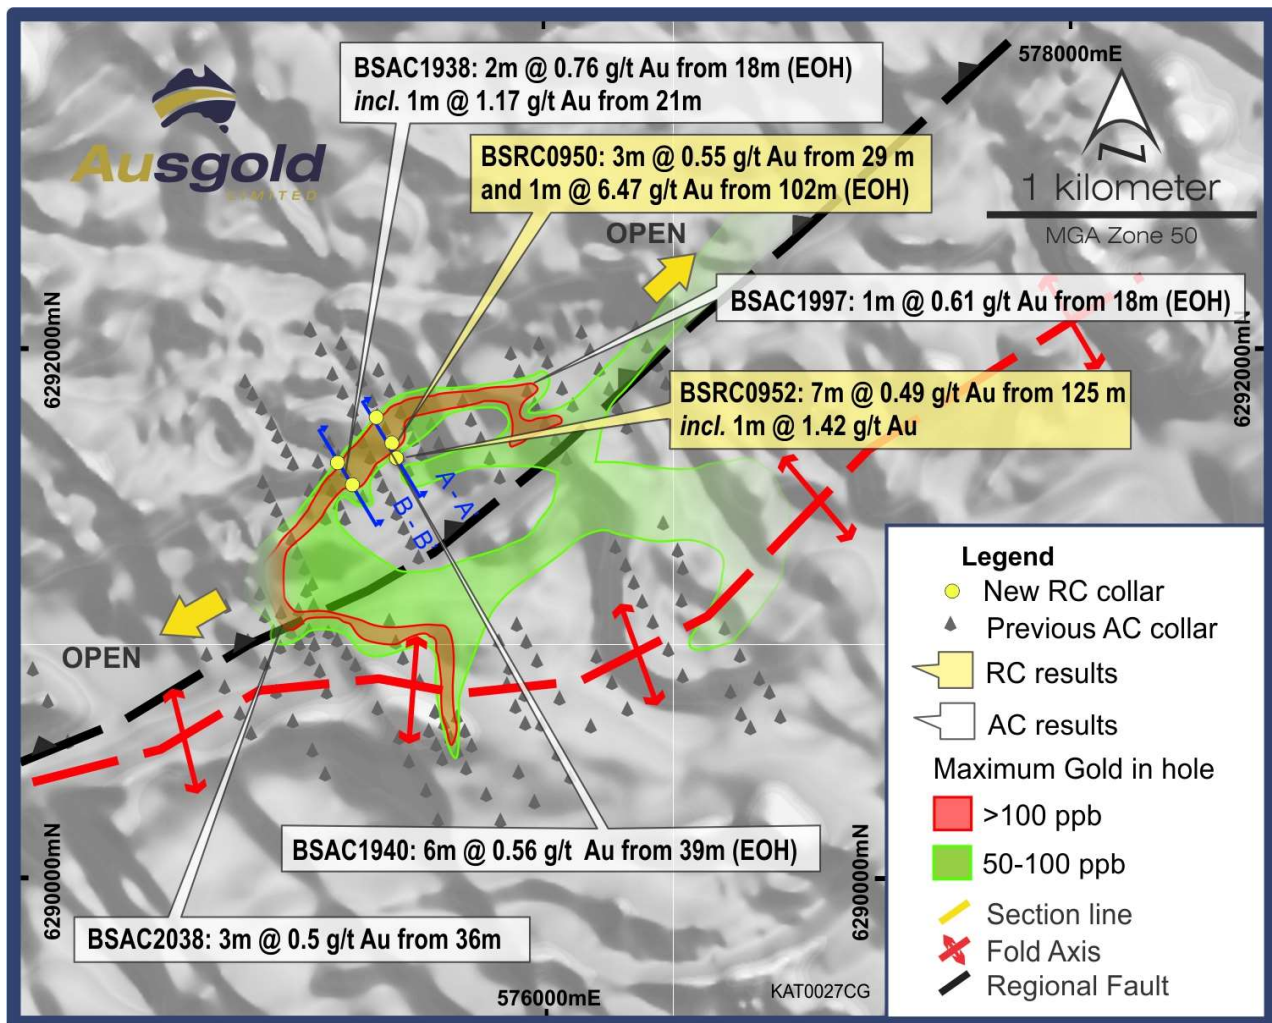 578000mE
BSAC1938: 2m @ 0.76 g/t Au from 18m (EOH)
incl. 1m @ 1.17 g/t Au from 21m
Ausgold
LIMITED
BSRC0950: 3m @ 0.55 g/t Au from 29 m
and 1m @ 6.47 g/t Au from 102m (EOH)
N
1 kilometer
MGA Zone 50
OPEN
BSAC1997: 1m @ 0.61 g/t Au from 18m (EOH)
6292000mN
6292000mN
BSRC0952: 7m @ 0.49 g/t Au from 125 m
incl. 1m @ 1.42 g/t Au
A - A'
B - B'
OPEN
Legend
New RC collar
Previous AC collar
RC results
AC results
Maximum Gold in hole
>100 ppb
50-100 ppb
Section line
Fold Axis
Regional Fault
BSAC1940: 6m @ 0.56 g/t Au from 39m (EOH)
6290000mN
6290000mN
BSAC2038: 3m @ 0.5 g/t Au from 36m
576000mE
KAT0027CG